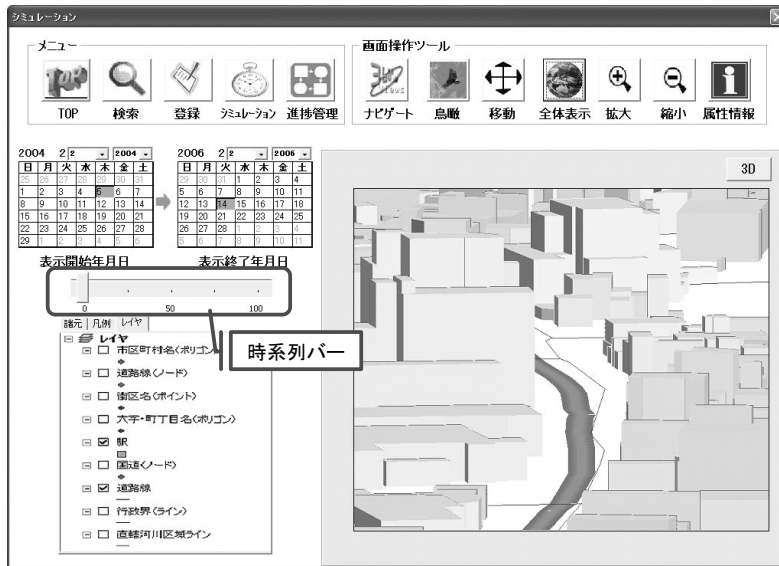 シミュレーション
メニュー
TOP
検索
登録
シミュレーション
進捗管理
画面操作ツール
3D Views
ナビゲート
鳥瞰
移動
全体表示
拡大
縮小
属性情報
2004 2 2 2004
日 月 火 水 木 金 土
25 26 27 28 29 30 31
1 2 3 4 5 6 7
8 9 10 11 12 13 14
15 16 17 18 19 20 21
22 23 24 25 26 27 28
29 1 2 3 4 5 6
表示開始年月日
2006 2 2 2006
日 月 火 水 木 金 土
29 30 31 1 2 3 4
5 6 7 8 9 10 11
12 13 14 15 16 17 18
19 20 21 22 23 24 25
26 27 28 1 2 3 4
5 6 7 8 9 10 11
表示終了年月日
3D
0 50 100
時系列バー
諸元 凡例 レイヤ
レイヤ
市区町村名(ポリゴン
道路線(ノード)
街区名(ポイント)
大字・町丁目名(ポリゴン)
駅
国道(ノード)
道路線
行政界(ライン)
直轄河川区域ライン